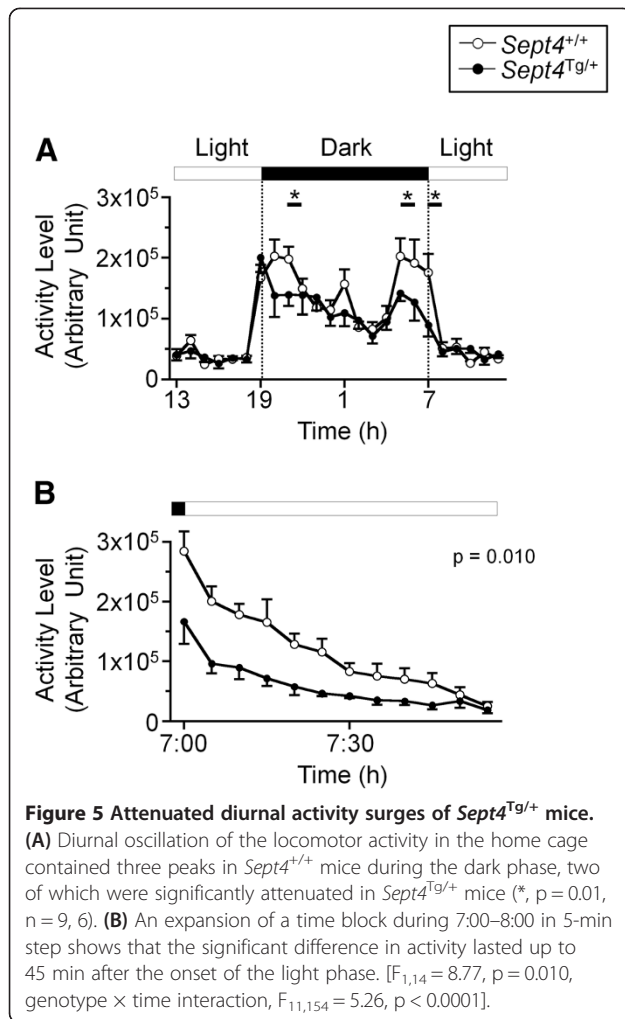 Sept4+/+
Sept4Tg/+
A
Light Dark Light
* * *
3x10⁵
2x10⁵
1x10⁵
0
Activity Level
(Arbitrary Unit)
13 19 1 7
Time (h)
B
p = 0.010
3x10⁵
2x10⁵
1x10⁵
0
Activity Level
(Arbitrary Unit)
7:00 7:30
Time (h)
Figure 5 Attenuated diurnal activity surges of Sept4Tg/+ mice.
(A) Diurnal oscillation of the locomotor activity in the home cage
contained three peaks in Sept4+/+ mice during the dark phase, two
of which were significantly attenuated in Sept4Tg/+ mice (*, p = 0.01,
n = 9, 6). (B) An expansion of a time block during 7:00–8:00 in 5-min
step shows that the significant difference in activity lasted up to
45 min after the onset of the light phase. [F1,14 = 8.77, p = 0.010,
genotype × time interaction, F11,154 = 5.26, p < 0.0001].